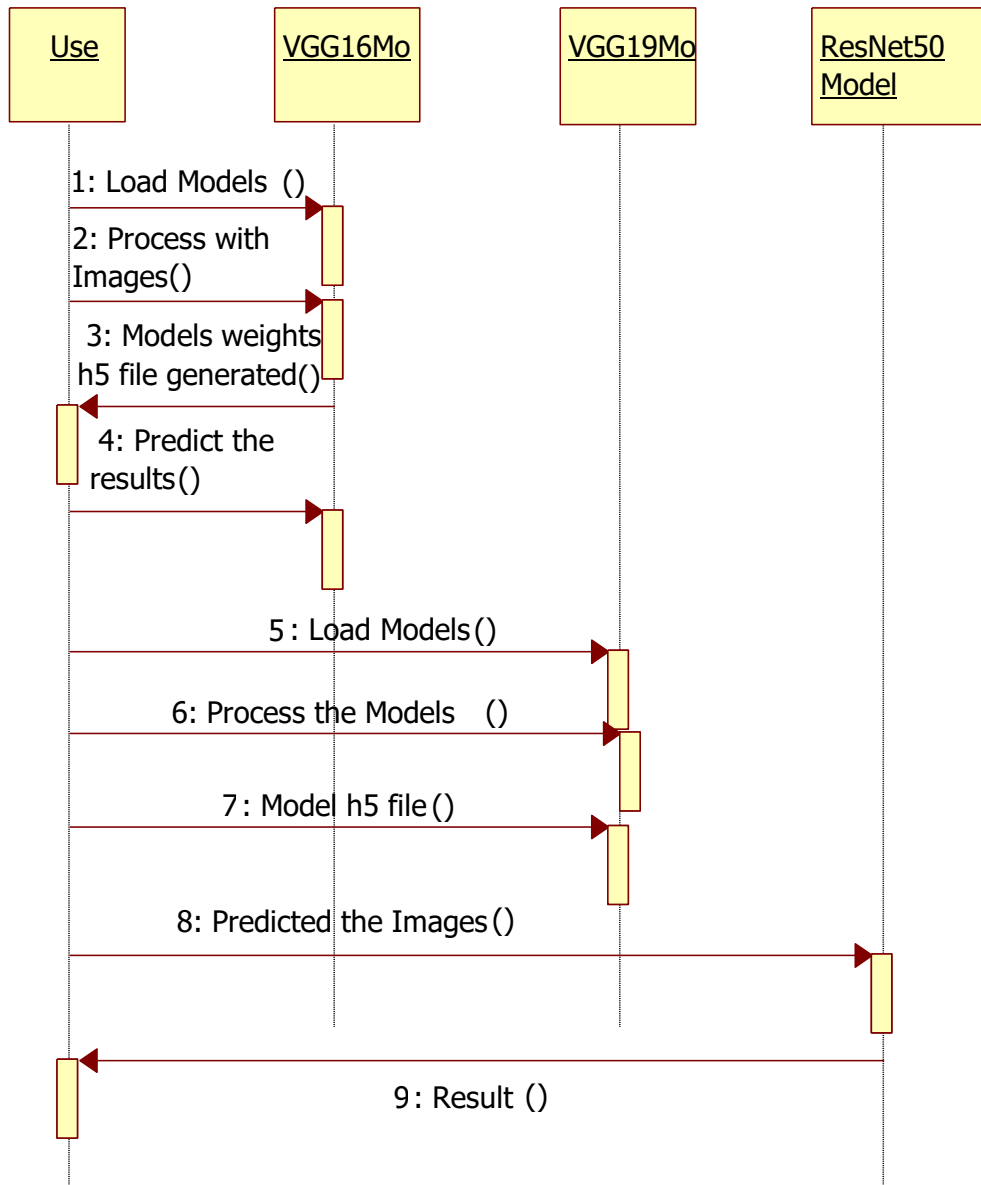 Use
VGG16Mo
VGG19Mo
ResNet50
Model
1: Load Models ()
2: Process with
Images()
3: Models weights
h5 file generated()
4: Predict the
results()
5: Load Models()
6: Process the Models ()
7: Model h5 file()
8: Predicted the Images()
9: Result ()